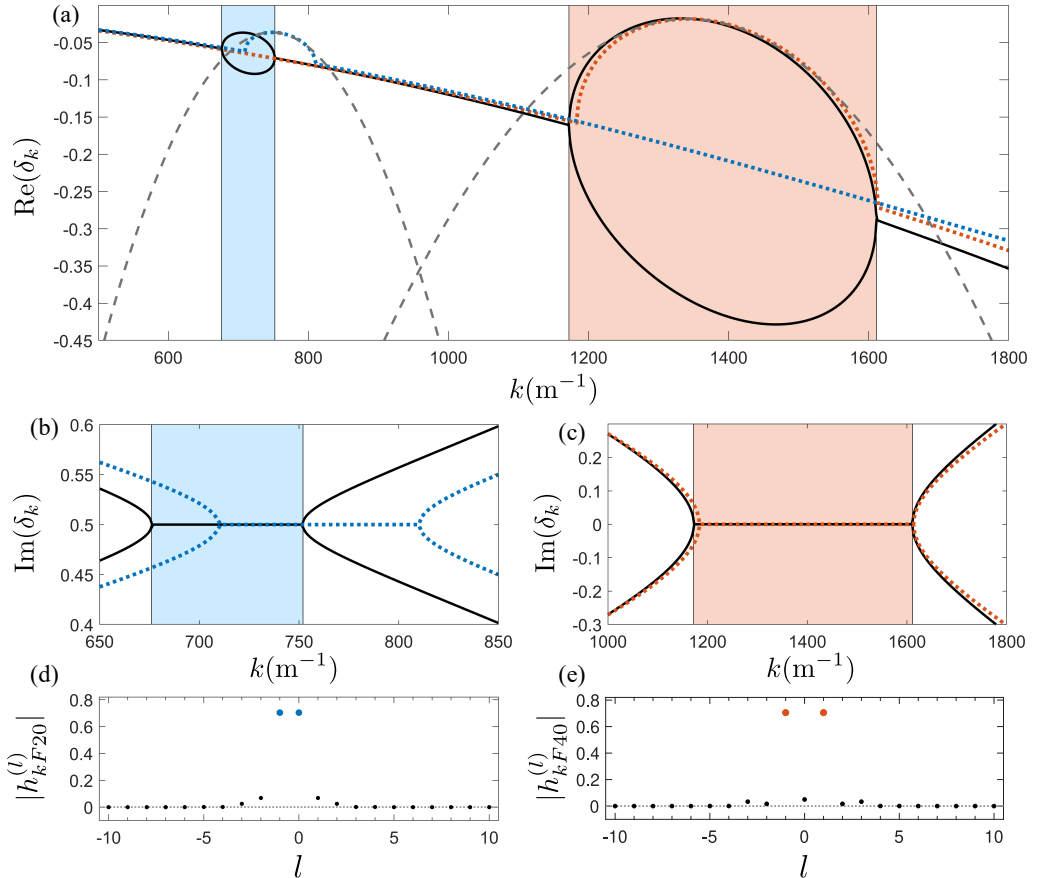 (a)
Re(δ_k)
-0.05
-0.1
-0.15
-0.2
-0.25
-0.3
-0.35
-0.4
-0.45
600 800 1000 1200 1400 1600 1800
k(m⁻¹)
(b)
Im(δ_k)
0.6
0.55
0.5
0.45
0.4
650 700 750 800 850
k(m⁻¹)
(c)
Im(δ_k)
0.2
0.1
0
-0.1
-0.2
-0.3
1000 1200 1400 1600 1800
k(m⁻¹)
(d)
|h_{kF20}^{(l)}|
0.8
0.6
0.4
0.2
0
-10 -5 0 5 10
l
(e)
|h_{kF40}^{(l)}|
0.8
0.6
0.4
0.2
0
-10 -5 0 5 10
l